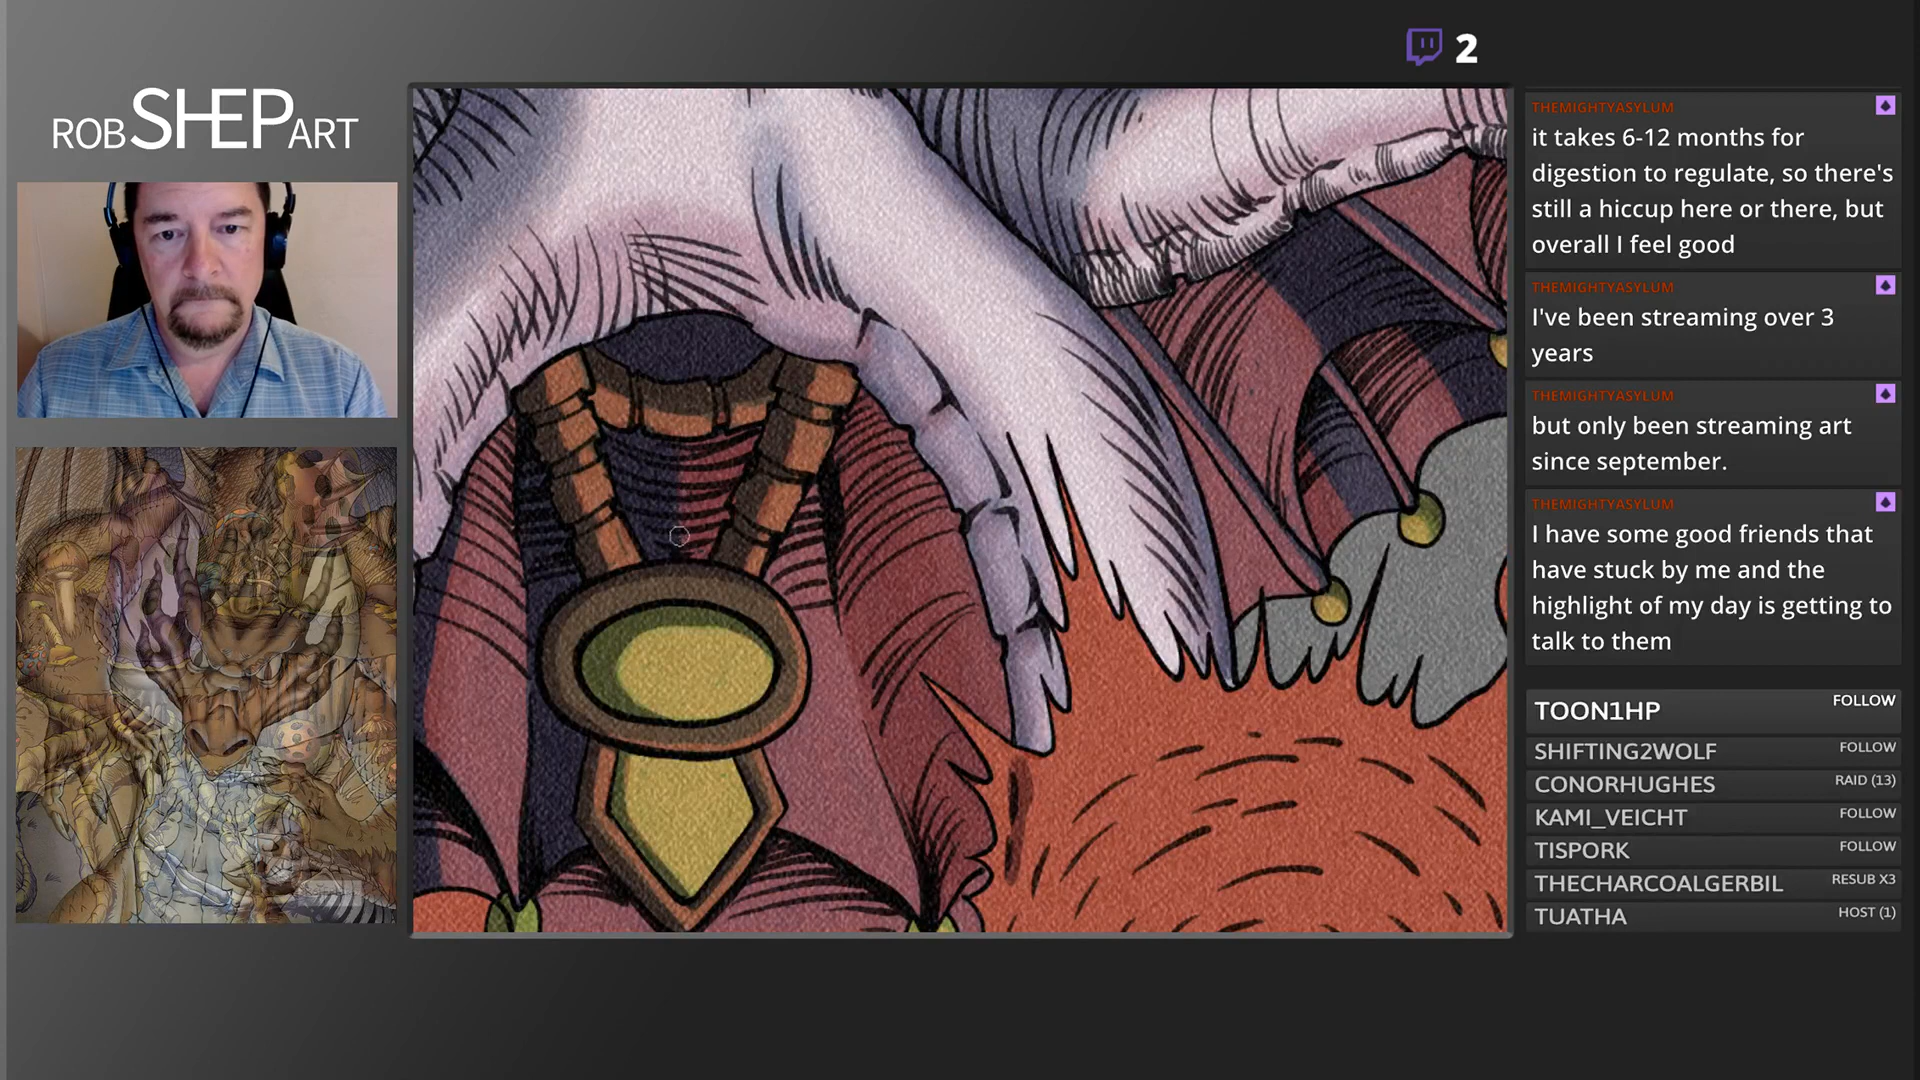 ROBSHEPART
2
THEMIGHTYASYLUM
it takes 6-12 months for
digestion to regulate, so there's
still a hiccup here or there, but
overall I feel good
THEMIGHTYASYLUM
I've been streaming over 3
years
THEMIGHTYASYLUM
but only been streaming art
since september.
THEMIGHTYASYLUM
I have some good friends that
have stuck by me and the
highlight of my day is getting to
talk to them
TOON1HP FOLLOW
SHIFTING2WOLF FOLLOW
CONORHUGHES RAID (13)
KAMI_VEICHT FOLLOW
TISPORK FOLLOW
THECHARCOALGERBIL RESUB X3
TUATHA HOST (1)